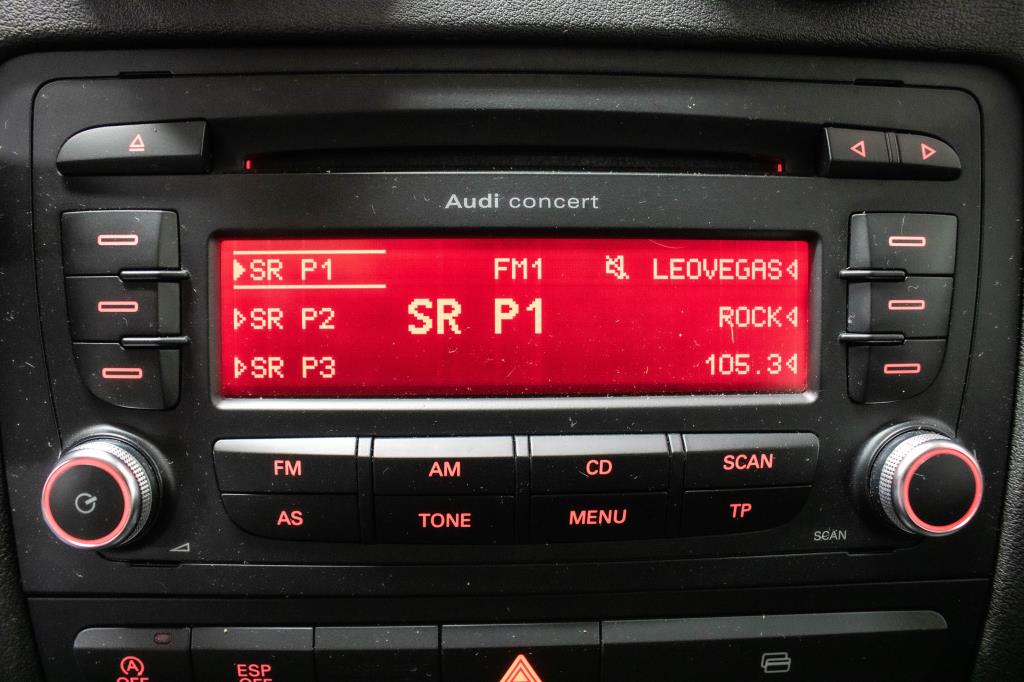 Audi concert
SR P1 FM1 LEOVEGAS
SR P2 SR P1 ROCK
SR P3 105.3
FM AM CD SCAN
AS TONE MENU TP
SCAN
A
OFF
ESP
OFF